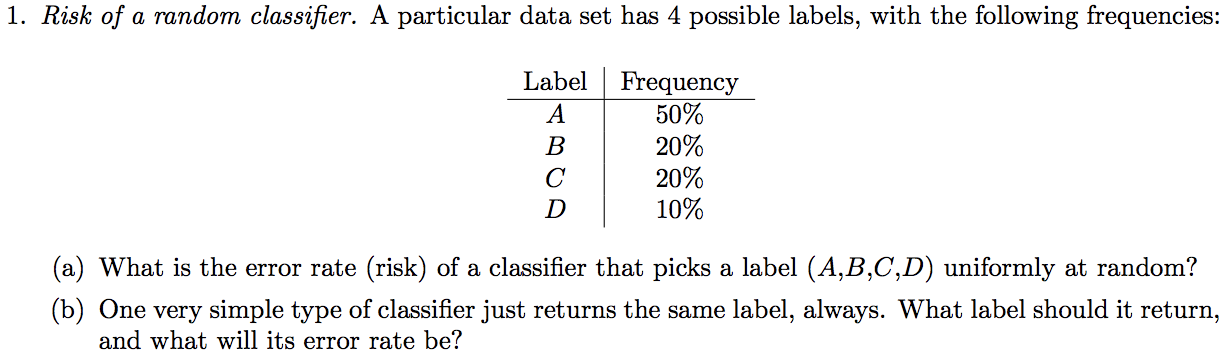 1. Risk of a random classifier. A particular data set has 4 possible labels, with the following frequencies:
Label Frequency
A 50%
B 20%
C 20%
D 10%
(a) What is the error rate (risk) of a classifier that picks a label (A,B,C,D) uniformly at random?
(b) One very simple type of classifier just returns the same label, always. What label should it return,
and what will its error rate be?